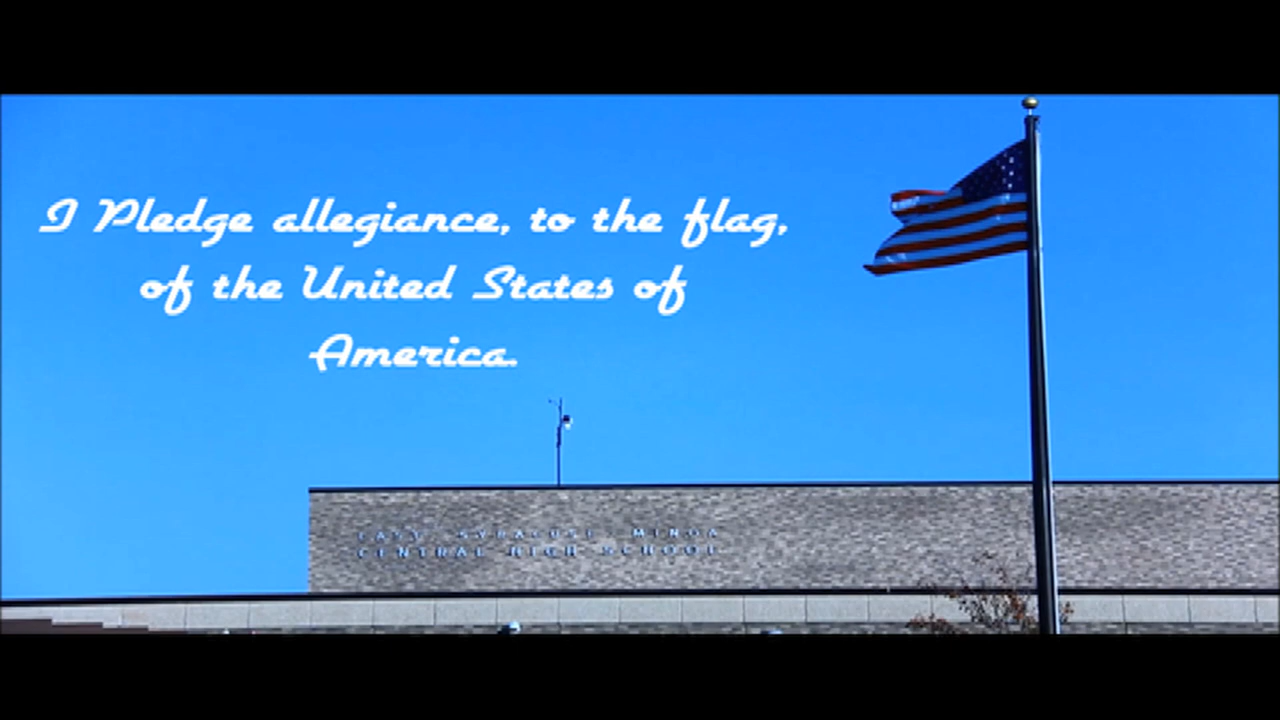 I Pledge allegiance, to the flag,
of the United States of
America.
EAST SYRACUSE MINOA
CENTRAL HIGH SCHOOL